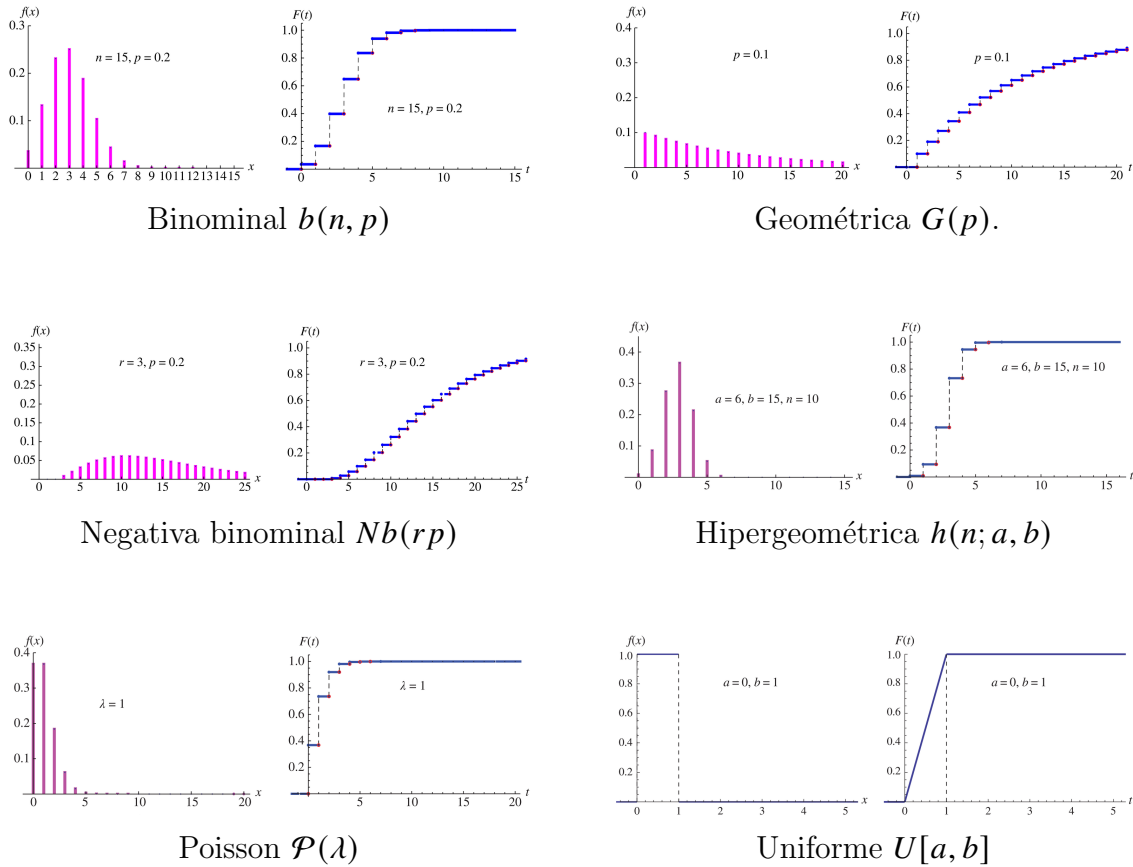 f(x)
0.3
0.2
0.1
n = 15, p = 0.2
0 1 2 3 4 5 6 7 8 9 10 11 12 13 14 15 x
F(t)
1.0
0.8
0.6
0.4
0.2
n = 15, p = 0.2
0 5 10 15 t
Binominal b(n, p)
f(x)
0.4
0.3
0.2
0.1
p = 0.1
0 5 10 15 20 x
F(t)
1.0
0.8
0.6
0.4
0.2
p = 0.1
0 5 10 15 20 t
Geométrica G(p).
f(x)
0.35
0.3
0.25
0.2
0.15
0.1
0.05
r = 3, p = 0.2
0 5 10 15 20 25 x
F(t)
1.0
0.8
0.6
0.4
0.2
r = 3, p = 0.2
0 5 10 15 20 25 t
Negativa binominal Nb(rp)
f(x)
0.4
0.3
0.2
0.1
a = 6, b = 15, n = 10
0 5 10 15 x
F(t)
1.0
0.8
0.6
0.4
0.2
a = 6, b = 15, n = 10
0 5 10 15 t
Hipergeométrica h(n; a, b)
f(x)
0.4
0.3
0.2
0.1
λ = 1
0 5 10 15 20 x
F(t)
1.0
0.8
0.6
0.4
0.2
λ = 1
0 5 10 15 20 t
Poisson 𝒫(λ)
f(x)
1.0
0.8
0.6
0.4
0.2
a = 0, b = 1
0 1 2 3 4 5 x
F(t)
1.0
0.8
0.6
0.4
0.2
a = 0, b = 1
0 1 2 3 4 5 t
Uniforme U[a, b]